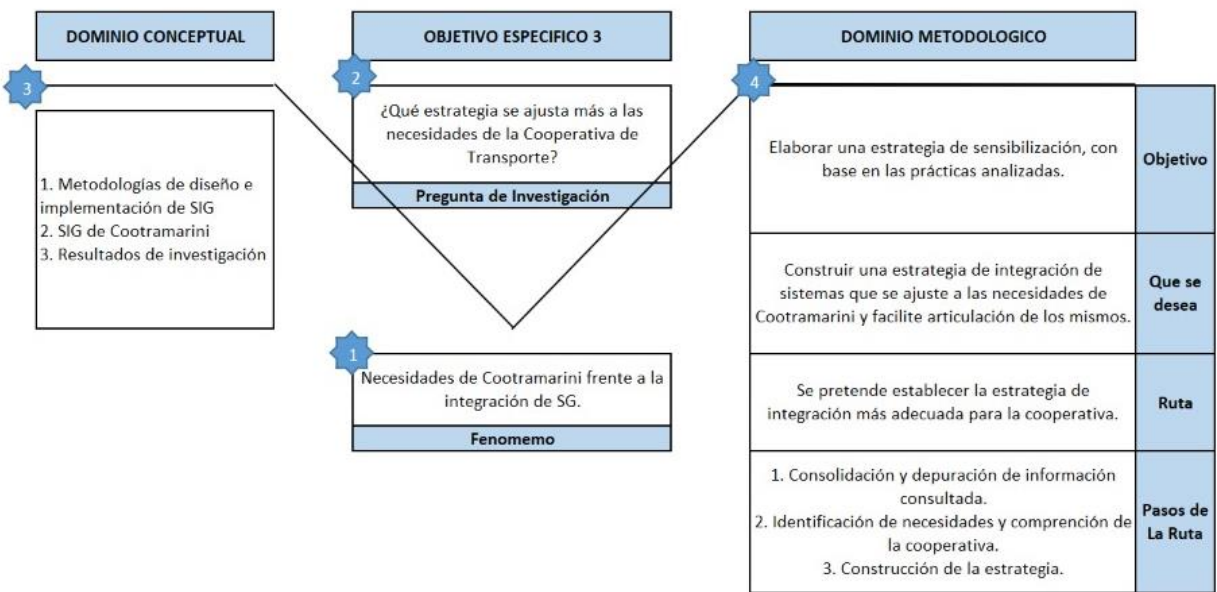 DOMINIO CONCEPTUAL
OBJETIVO ESPECIFICO 3
DOMINIO METODOLOGICO
3
1. Metodologías de diseño e
implementación de SIG
2. SIG de Cootramarini
3. Resultados de investigación
2
¿Qué estrategia se ajusta más a las
necesidades de la Cooperativa de
Transporte?
Pregunta de Investigación
1
Necesidades de Cootramarini frente a la
integración de SG.
Fenomemo
4
Elaborar una estrategia de sensibilización, con
base en las prácticas analizadas.
Objetivo
Construir una estrategia de integración de
sistemas que se ajuste a las necesidades de
Cootramarini y facilite articulación de los mismos.
Que se
desea
Se pretende establecer la estrategia de
integración más adecuada para la cooperativa.
Ruta
1. Consolidación y depuración de información
consultada.
2. Identificación de necesidades y comprención de
la cooperativa.
3. Construcción de la estrategia.
Pasos de
La Ruta